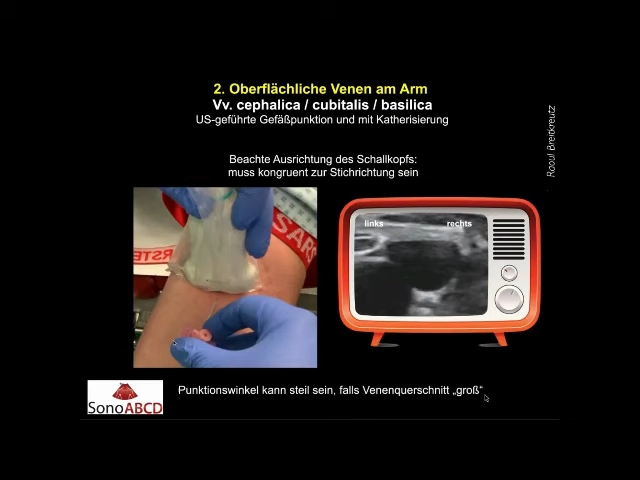 2. Oberflächliche Venen am Arm
Vv. cephalica / cubitalis / basilica
US-geführte Gefäßpunktion und mit Katherisierung
Raoul Breitkreutz
Beachte Ausrichtung des Schallkopfs:
muss kongruent zur Stichrichtung sein
links rechts
Punktionswinkel kann steil sein, falls Venenquerschnitt „groß“
SonoABCD